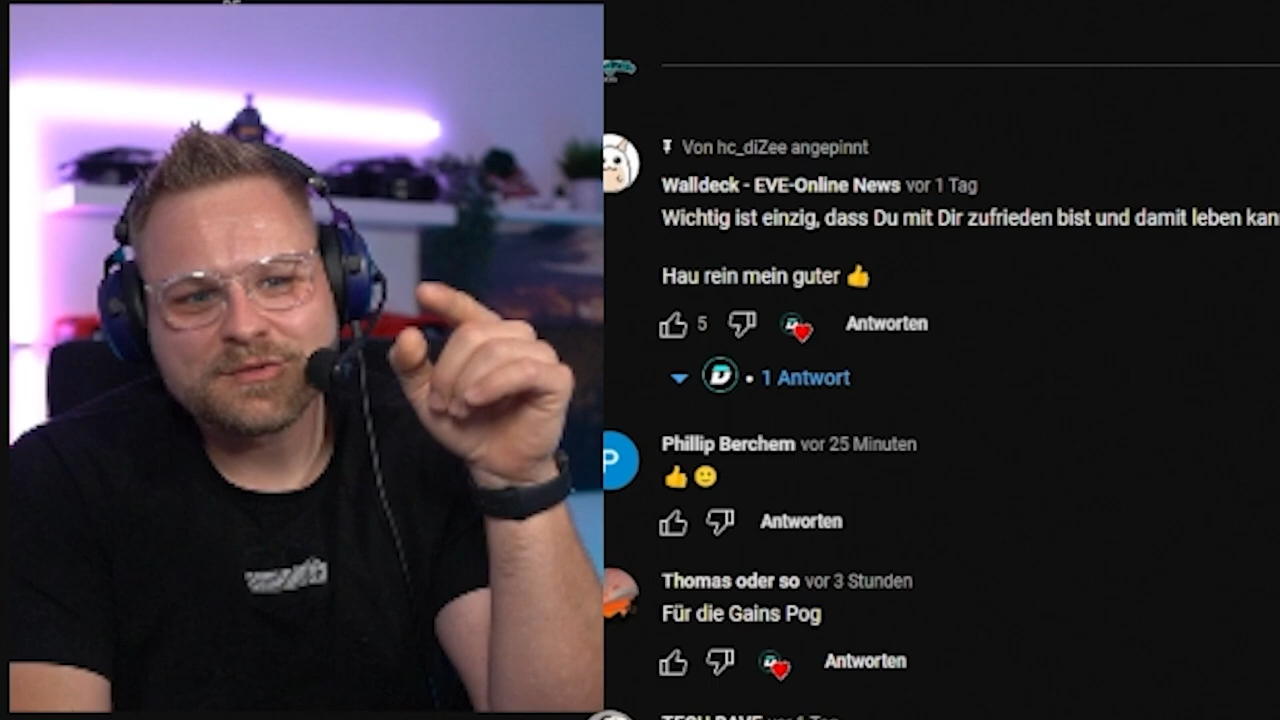 Von hc_diZee angepinnt
Walldeck - EVE-Online News vor 1 Tag
Wichtig ist einzig, dass Du mit Dir zufrieden bist und damit leben kan
Hau rein mein guter 👍
5
Antworten
1 Antwort
P
Phillip Berchem vor 25 Minuten
👍🙂
Antworten
Thomas oder so vor 3 Stunden
Für die Gains Pog
Antworten